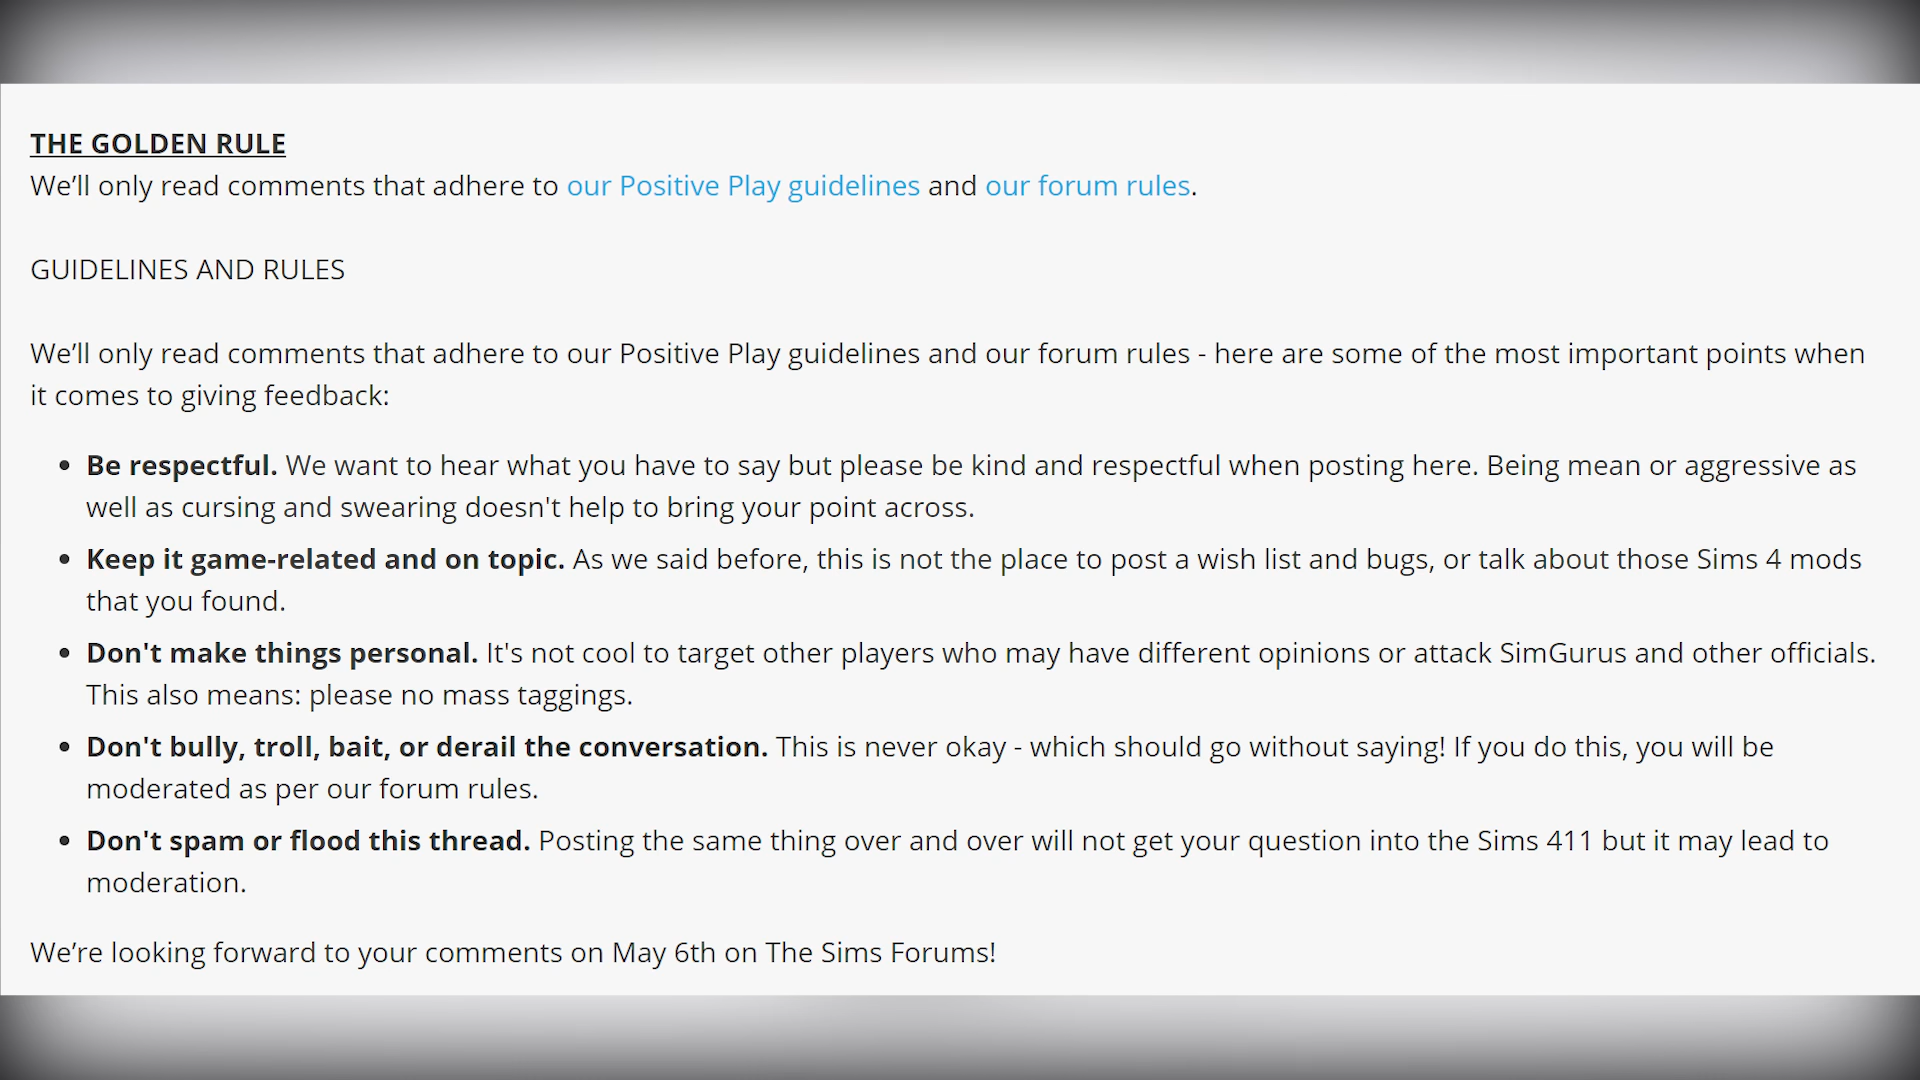 THE GOLDEN RULE
We’ll only read comments that adhere to our Positive Play guidelines and our forum rules.
GUIDELINES AND RULES
We’ll only read comments that adhere to our Positive Play guidelines and our forum rules - here are some of the most important points when
it comes to giving feedback:
• Be respectful. We want to hear what you have to say but please be kind and respectful when posting here. Being mean or aggressive as
well as cursing and swearing doesn't help to bring your point across.
• Keep it game-related and on topic. As we said before, this is not the place to post a wish list and bugs, or talk about those Sims 4 mods
that you found.
• Don't make things personal. It's not cool to target other players who may have different opinions or attack SimGurus and other officials.
This also means: please no mass taggings.
• Don't bully, troll, bait, or derail the conversation. This is never okay - which should go without saying! If you do this, you will be
moderated as per our forum rules.
• Don't spam or flood this thread. Posting the same thing over and over will not get your question into the Sims 411 but it may lead to
moderation.
We’re looking forward to your comments on May 6th on The Sims Forums!